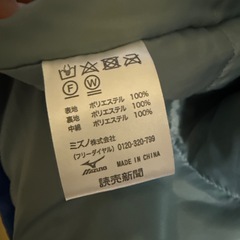 F W
表地 ポリエステル 100%
裏地 ポリエステル 100%
中綿 ポリエステル 100%
ミズノ株式会社
(フリーダイヤル) 0120-320-799
MIZUNO MADE IN CHINA
読売新聞